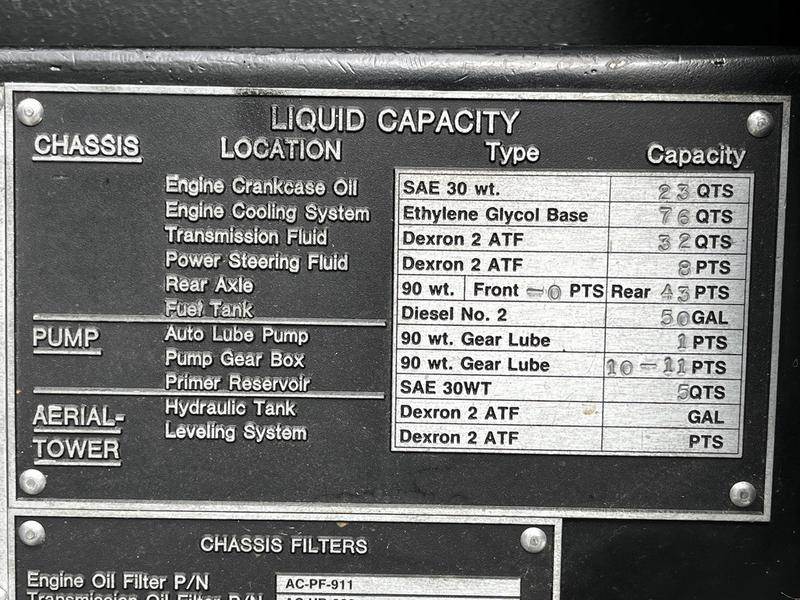 LIQUID CAPACITY
CHASSIS LOCATION Type Capacity
Engine Crankcase Oil SAE 30 wt. 23 QTS
Engine Cooling System Ethylene Glycol Base 76 QTS
Transmission Fluid Dexron 2 ATF 32 QTS
Power Steering Fluid Dexron 2 ATF 8 PTS
Rear Axle 90 wt. Front -0 PTS Rear 43 PTS
Fuel Tank Diesel No. 2 50 GAL
PUMP Auto Lube Pump 90 wt. Gear Lube 1 PTS
Pump Gear Box 90 wt. Gear Lube 10-11 PTS
Primer Reservoir SAE 30WT 5 QTS
AERIAL-TOWER Hydraulic Tank Dexron 2 ATF GAL
Leveling System Dexron 2 ATF PTS
CHASSIS FILTERS
Engine Oil Filter P/N AC-PF-911
Transmission Oil Filter P/N